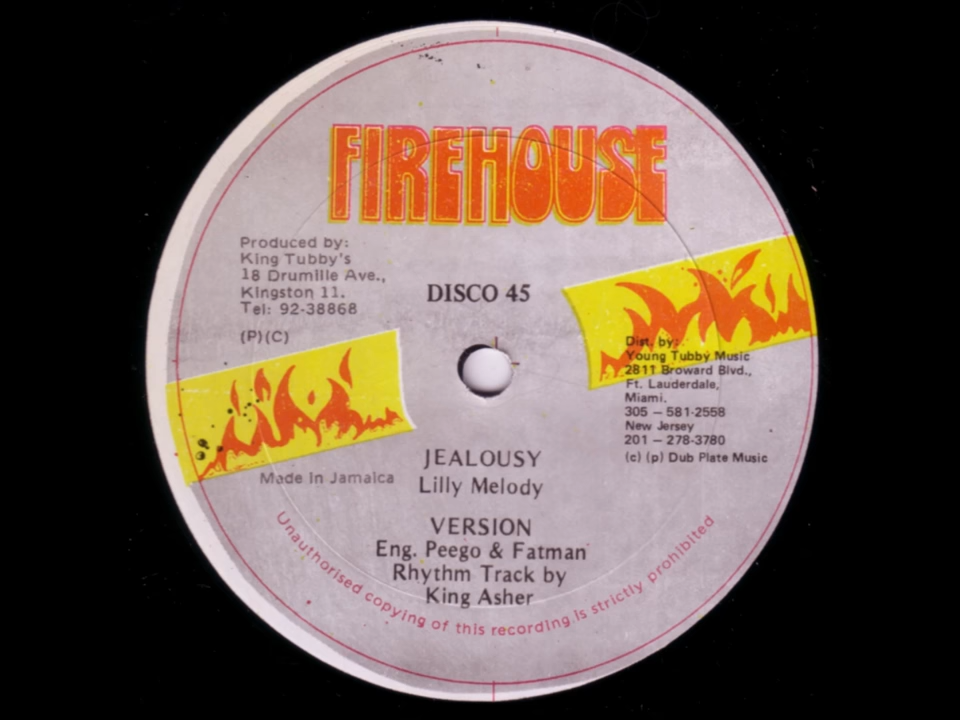 FIREHOUSE
Produced by:
King Tubby's
18 Drumille Ave.,
Kingston 11.
Tel: 92-38868
(P)(C)
DISCO 45
Dist. by:
Young Tubby Music
2811 Broward Blvd.,
Ft. Lauderdale,
Miami.
305 – 581-2558
New Jersey
201 – 278-3780
(c) (p) Dub Plate Music
Made in Jamaica
JEALOUSY
Lilly Melody
VERSION
Eng. Peego & Fatman
Rhythm Track by
King Asher
Unauthorised copying of this recording is strictly prohibited